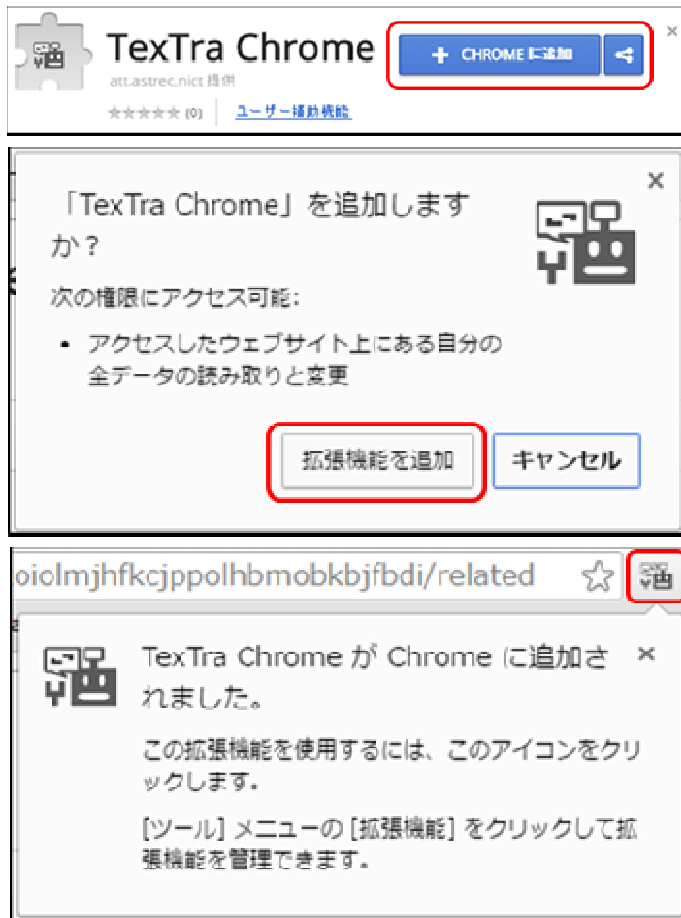 TexTra Chrome
+ CHROME に追加
att.astrec.nict 提供
(0)
ユーザー補助機能
「TexTra Chrome」を追加します
か？
次の権限にアクセス可能:
• アクセスしたウェブサイト上にある自分の
全データの読み取りと変更
拡張機能を追加
キャンセル
oiolmjhfkcjppolhbmobkbjfbdi/related
TexTra Chrome が Chrome に追加さ
れました。
この拡張機能を使用するには、このアイコンをクリ
ックします。
[ツール] メニューの [拡張機能] をクリックして拡
張機能を管理できます。